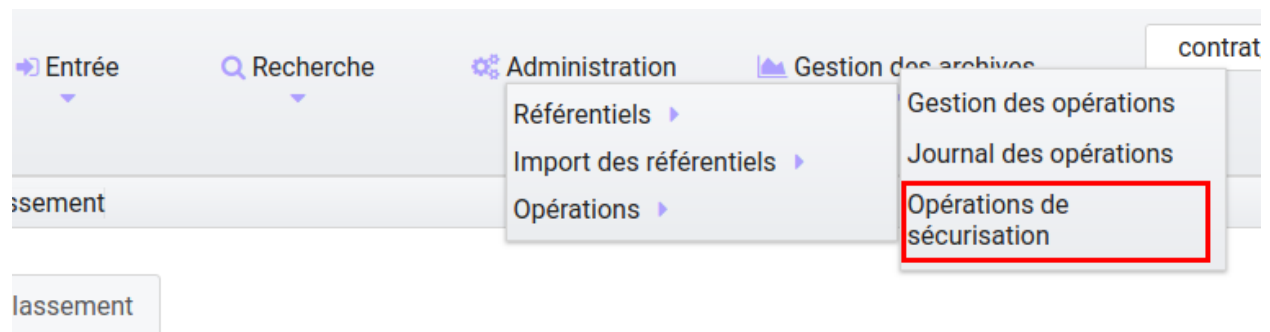 Entrée
Recherche
Administration
Gestion des archives
contrat
Référentiels
Import des référentiels
Opérations
Gestion des opérations
Journal des opérations
Opérations de
sécurisation
ssement
lassement